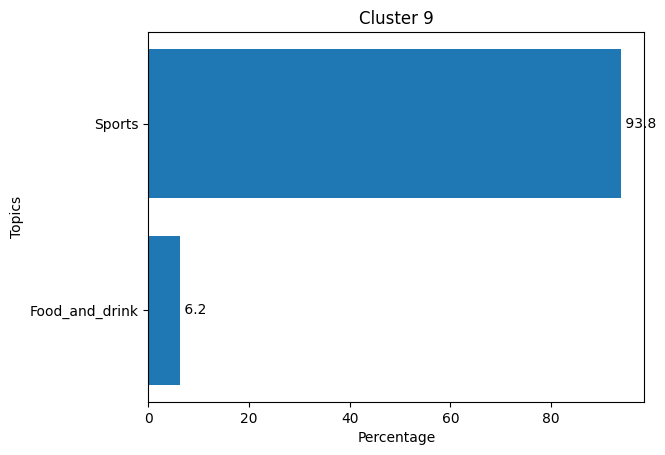 Cluster 9
Topics
Sports
93.8
Food_and_drink
6.2
0 20 40 60 80
Percentage